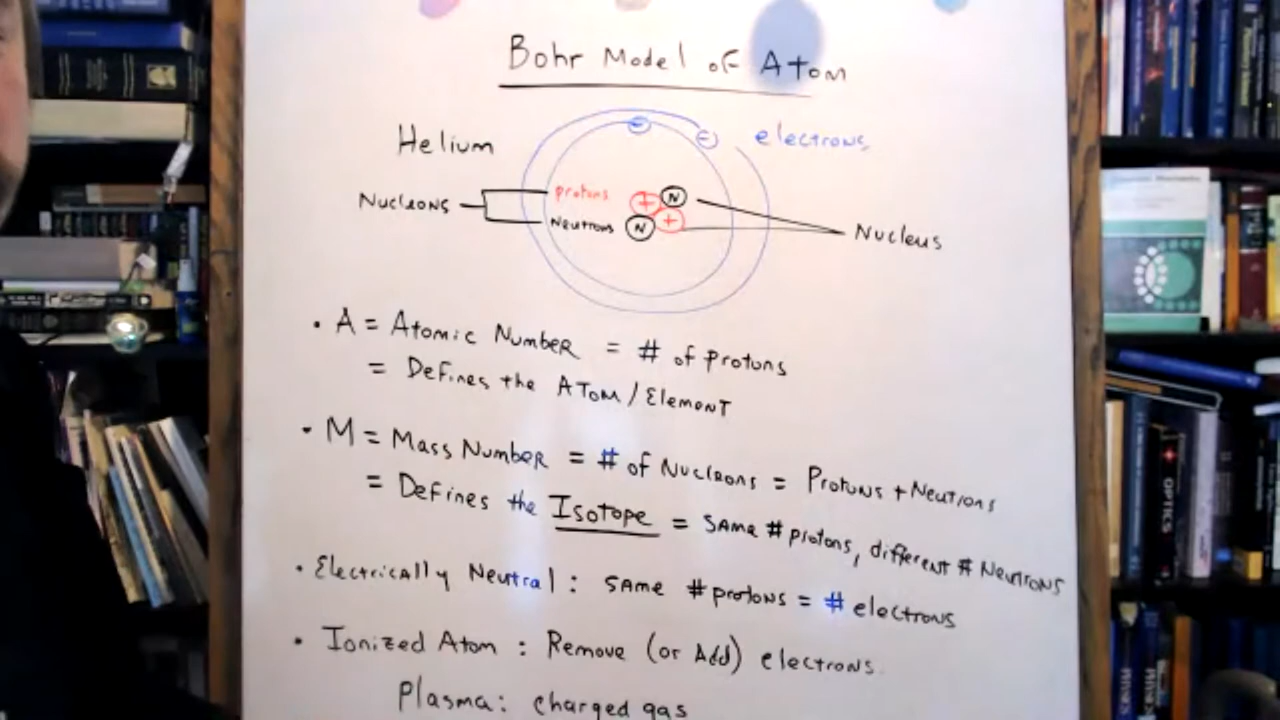 Bohr Model of Atom
Helium
electrons
Nucleons
protons
Neutrons
+ N
N +
- -
Nucleus
• A = Atomic Number = # of Protons
= Defines the ATOM / Element
• M = Mass Number = # of Nucleons = Protons + Neutrons
= Defines the Isotope = SAMe # protons, different # Neutrons
• Electrically Neutral : SAMe # protons = # electrons
• Ionized Atom : Remove (or Add) electrons.
Plasma: charged gas
OPTICS
PHYSICS